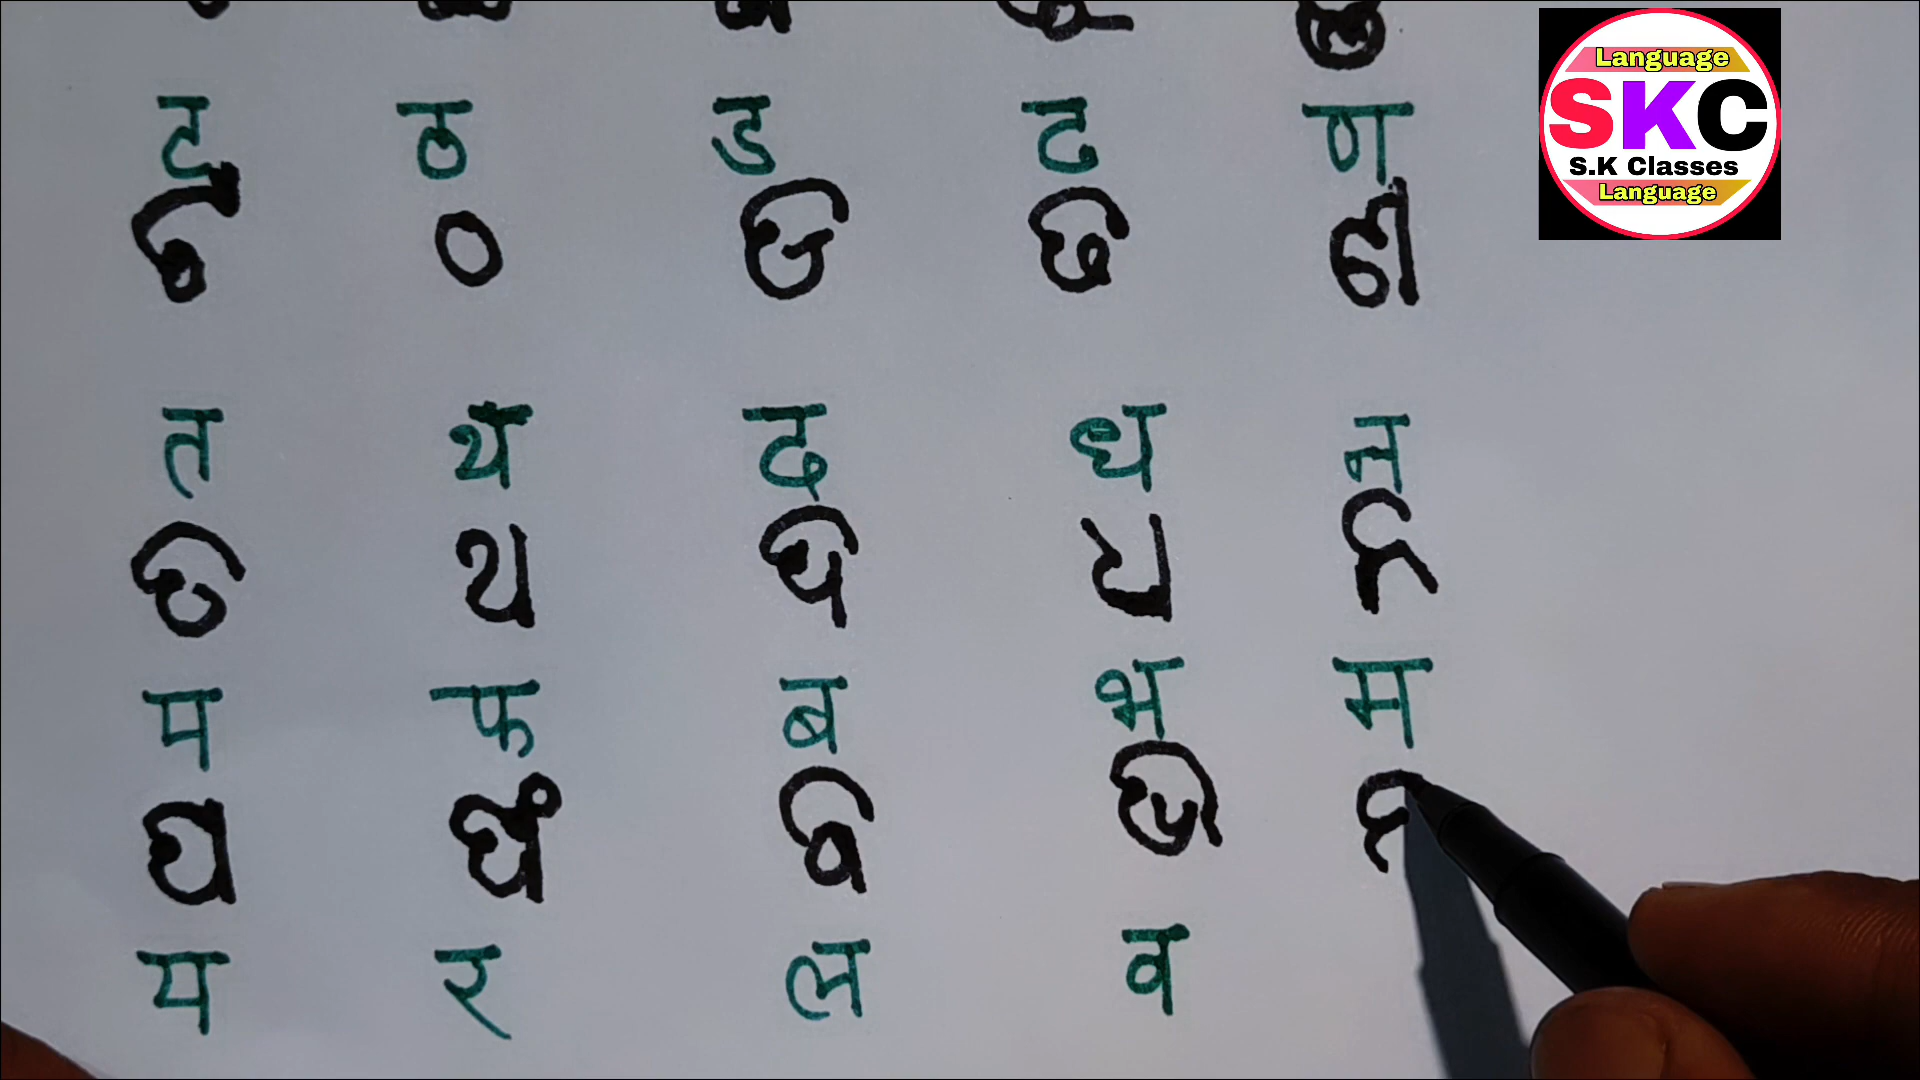 Language
SKC
S.K Classes
Language
ट ठ ड ढ ण
ଟ ଠ ଡ ଢ ଣ
त थ द ध न
ତ ଥ ଦ ଧ ନ
प फ ब भ म
ପ ଫ ବ ଭ
य र ल व